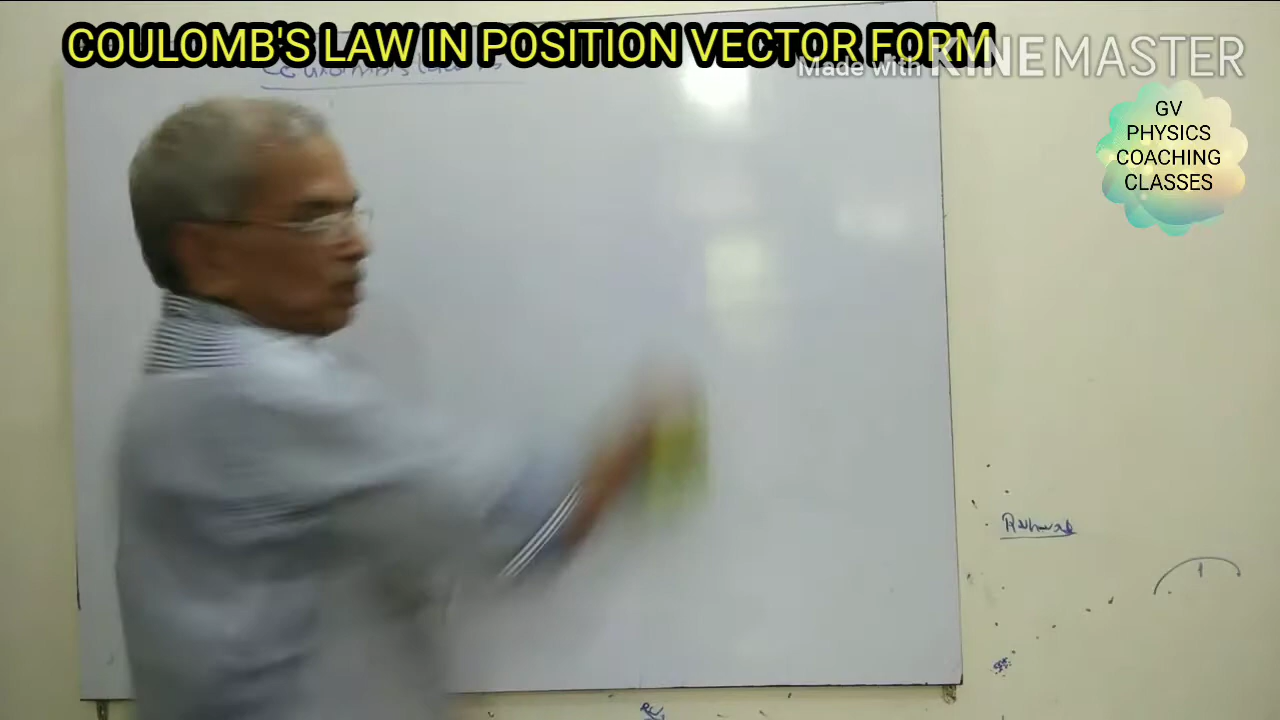 COULOMB'S LAW IN POSITION VECTOR FORM
Made with KINEMASTER
GV
PHYSICS
COACHING
CLASSES